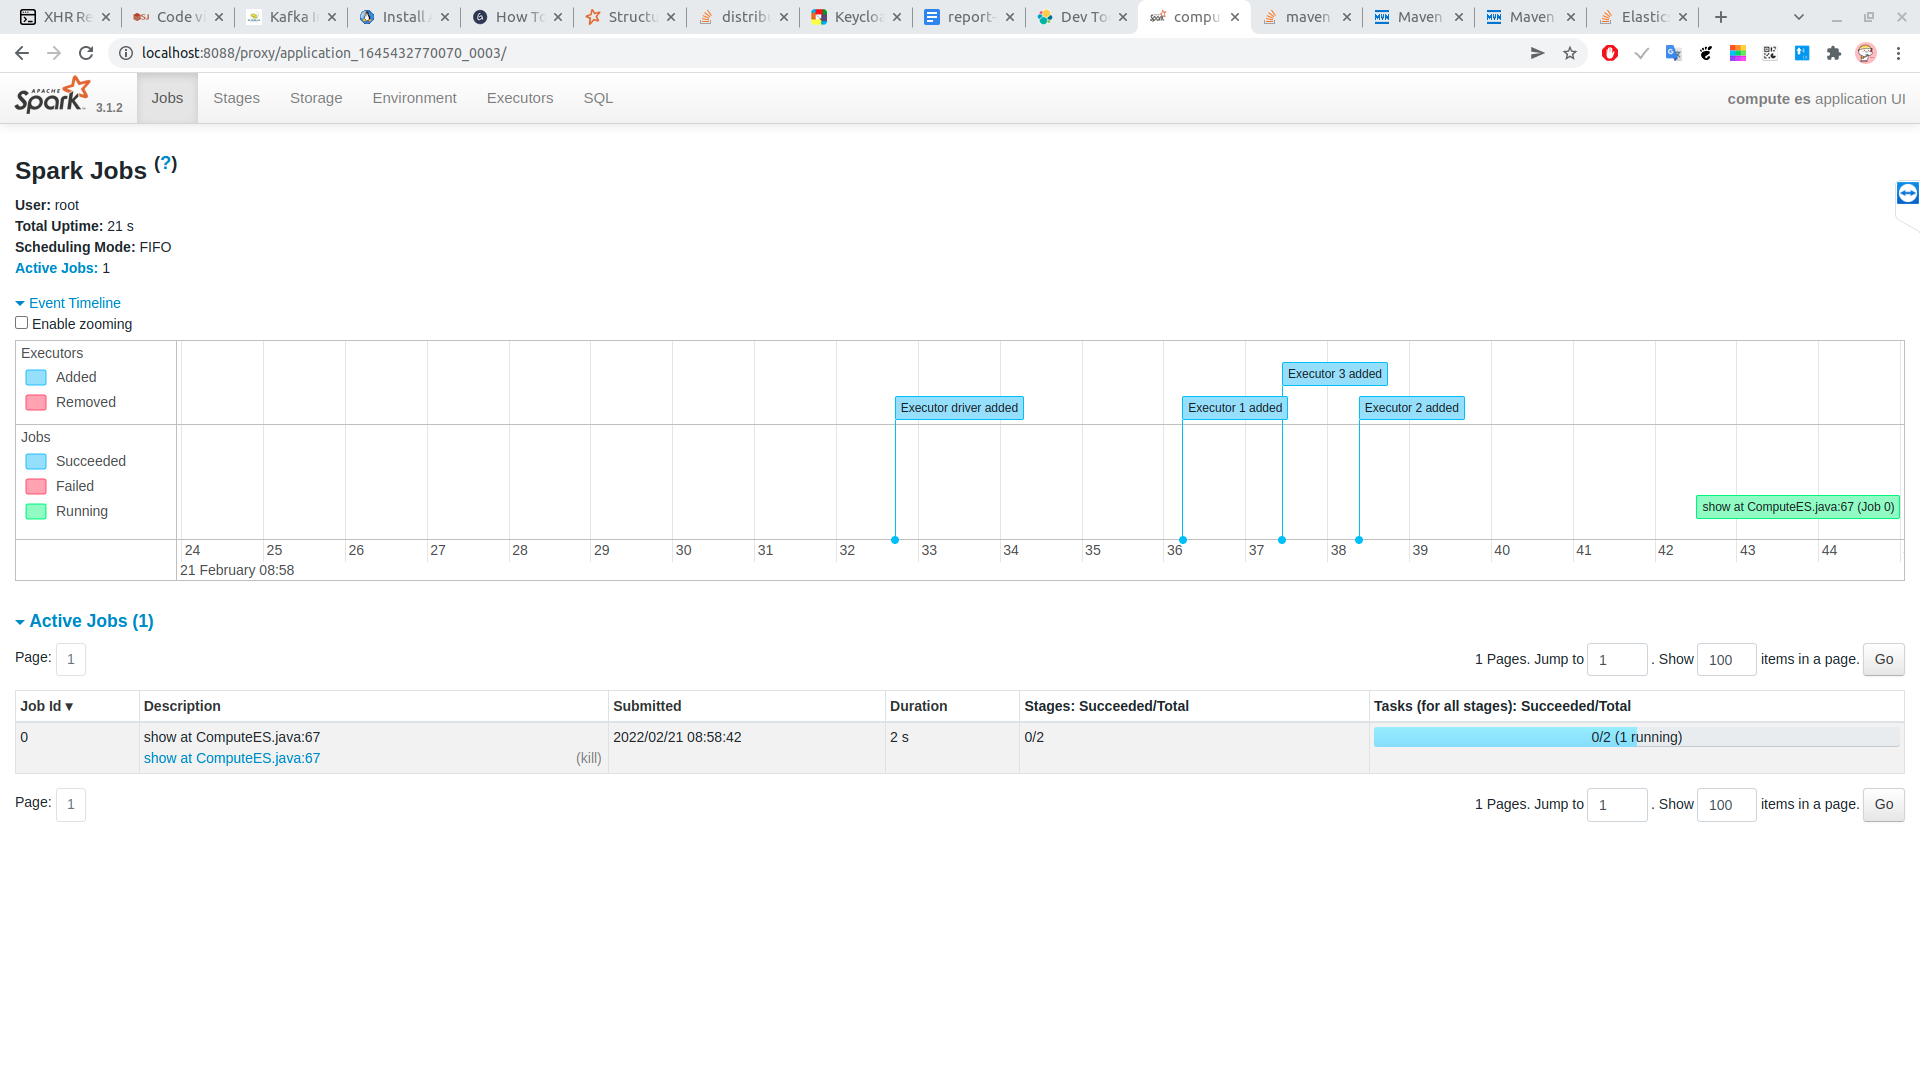 XHR Re
Code vi
Kafka I
Install
How To
Structu
distrib
Keycloa
report-
Dev To
compu
maven
Maven
Maven
Elastic
localhost:8088/proxy/application_1645432770070_0003/
APACHE Spark 3.1.2
Jobs
Stages
Storage
Environment
Executors
SQL
compute es application UI
Spark Jobs (?)
User: root
Total Uptime: 21 s
Scheduling Mode: FIFO
Active Jobs: 1
Event Timeline
Enable zooming
Executors
Added
Removed
Executor driver added
Executor 1 added
Executor 3 added
Executor 2 added
Jobs
Succeeded
Failed
Running
show at ComputeES.java:67 (Job 0)
24 25 26 27 28 29 30 31 32 33 34 35 36 37 38 39 40 41 42 43 44
21 February 08:58
Active Jobs (1)
Page: 1
1 Pages. Jump to 1 . Show 100 items in a page. Go
Job Id ▾ Description Submitted Duration Stages: Succeeded/Total Tasks (for all stages): Succeeded/Total
0 show at ComputeES.java:67 2022/02/21 08:58:42 2 s 0/2 0/2 (1 running)
show at ComputeES.java:67 (kill)
Page: 1
1 Pages. Jump to 1 . Show 100 items in a page. Go